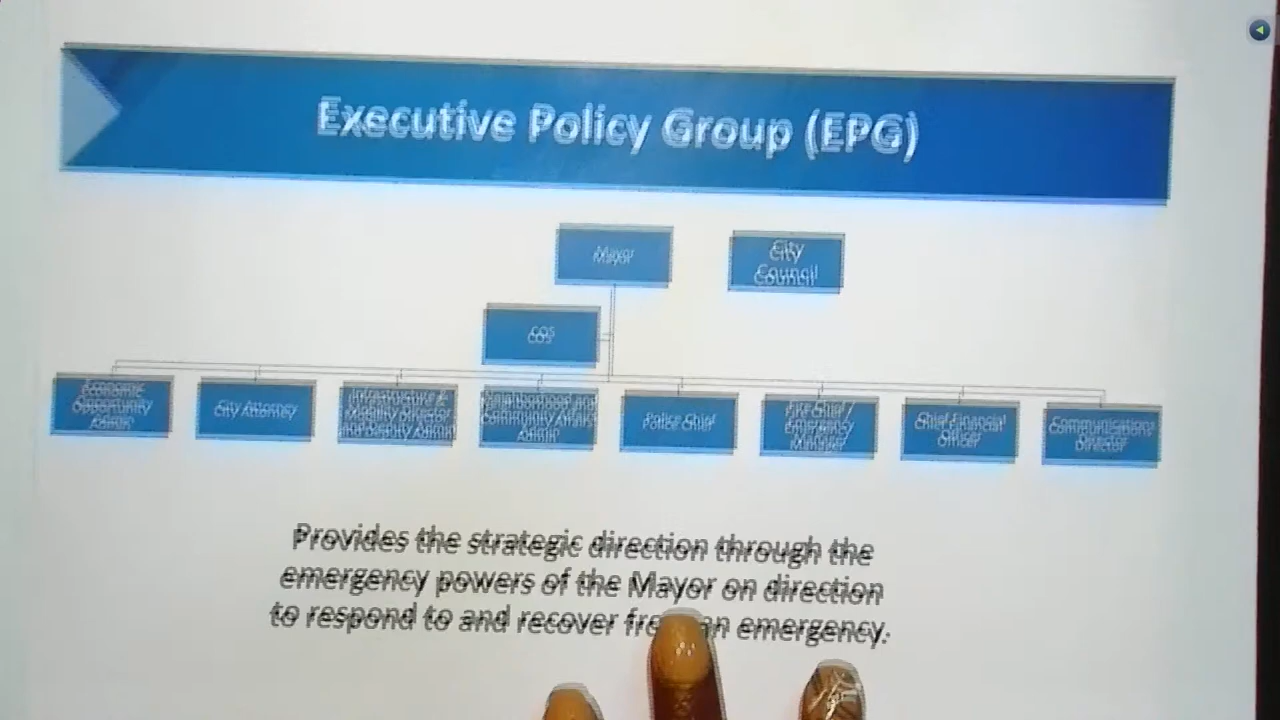 Executive Policy Group (EPG)
Mayor
City
Council
COS
Economic
Opportunity
Admin
City Attorney
Infrastructure &
Mobility Director
and Deputy Admin
Neighborhood and
Community Affairs
Admin
Police Chief
Fire Chief /
Emergency
Manager
Chief Financial
Officer
Communications
Director
Provides the strategic direction through the
emergency powers of the Mayor on direction
to respond to and recover an emergency.